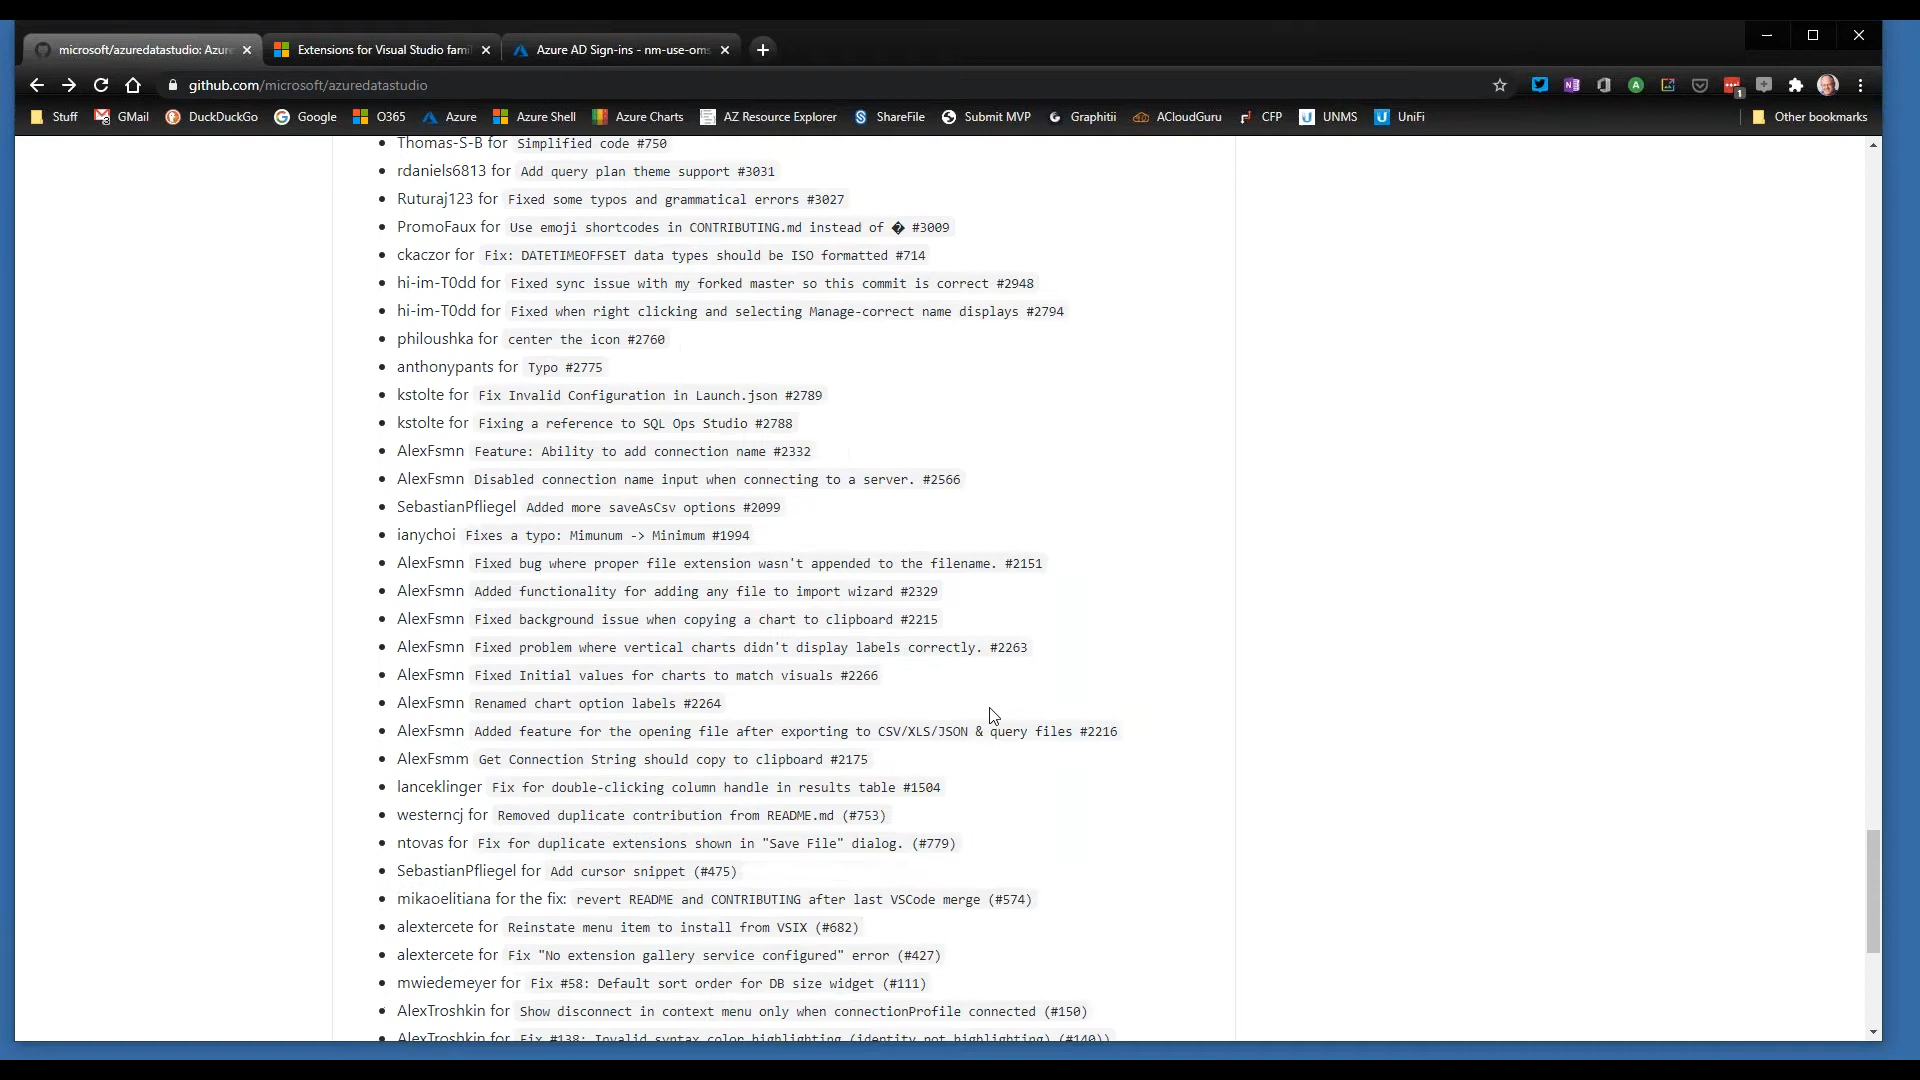 microsoft/azuredatastudio: Azur
Extensions for Visual Studio fami
Azure AD Sign-ins - nm-use-oms
github.com/microsoft/azuredatastudio
1
Stuff
GMail
DuckDuckGo
Google
O365
Azure
Azure Shell
Azure Charts
AZ Resource Explorer
ShareFile
Submit MVP
Graphitii
ACloudGuru
CFP
UNMS
UniFi
Other bookmarks
Thomas-S-B for Simplified code #750
rdaniels6813 for Add query plan theme support #3031
Ruturaj123 for Fixed some typos and grammatical errors #3027
PromoFaux for Use emoji shortcodes in CONTRIBUTING.md instead of � #3009
ckaczor for Fix: DATETIMEOFFSET data types should be ISO formatted #714
hi-im-T0dd for Fixed sync issue with my forked master so this commit is correct #2948
hi-im-T0dd for Fixed when right clicking and selecting Manage-correct name displays #2794
philoushka for center the icon #2760
anthonypants for Typo #2775
kstolte for Fix Invalid Configuration in Launch.json #2789
kstolte for Fixing a reference to SQL Ops Studio #2788
AlexFsmn Feature: Ability to add connection name #2332
AlexFsmn Disabled connection name input when connecting to a server. #2566
SebastianPfliegel Added more saveAsCsv options #2099
ianychoi Fixes a typo: Mimunum -> Minimum #1994
AlexFsmn Fixed bug where proper file extension wasn't appended to the filename. #2151
AlexFsmn Added functionality for adding any file to import wizard #2329
AlexFsmn Fixed background issue when copying a chart to clipboard #2215
AlexFsmn Fixed problem where vertical charts didn't display labels correctly. #2263
AlexFsmn Fixed Initial values for charts to match visuals #2266
AlexFsmn Renamed chart option labels #2264
AlexFsmn Added feature for the opening file after exporting to CSV/XLS/JSON & query files #2216
AlexFsmm Get Connection String should copy to clipboard #2175
lanceklinger Fix for double-clicking column handle in results table #1504
westerncj for Removed duplicate contribution from README.md (#753)
ntovas for Fix for duplicate extensions shown in "Save File" dialog. (#779)
SebastianPfliegel for Add cursor snippet (#475)
mikaoelitiana for the fix: revert README and CONTRIBUTING after last VSCode merge (#574)
alextercete for Reinstate menu item to install from VSIX (#682)
alextercete for Fix "No extension gallery service configured" error (#427)
mwiedemeyer for Fix #58: Default sort order for DB size widget (#111)
AlexTroshkin for Show disconnect in context menu only when connectionProfile connected (#150)
AlexTroshkin for Fix #138: Invalid syntax color highlighting (identity not highlighting) (#140))